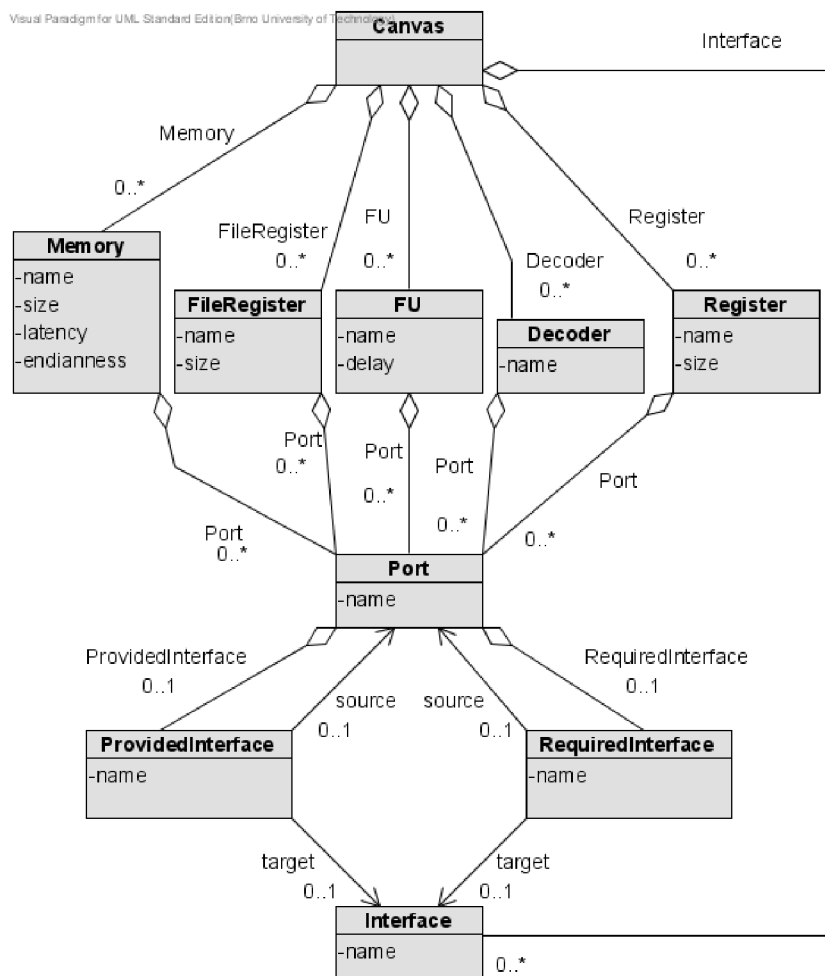 Visual Paradigm for UML Standard Edition(Brno University of Technology)
Canvas
Interface
Memory
0..*
FileRegister
0..*
FU
0..*
Decoder
0..*
Register
0..*
Memory
-name
-size
-latency
-endianness
FileRegister
-name
-size
FU
-name
-delay
Decoder
-name
Register
-name
-size
Port
0..*
Port
0..*
Port
0..*
Port
0..*
Port
0..*
Port
-name
ProvidedInterface
0..1
source
0..1
source
0..1
RequiredInterface
0..1
ProvidedInterface
-name
RequiredInterface
-name
target
0..1
target
0..1
Interface
-name
0..*